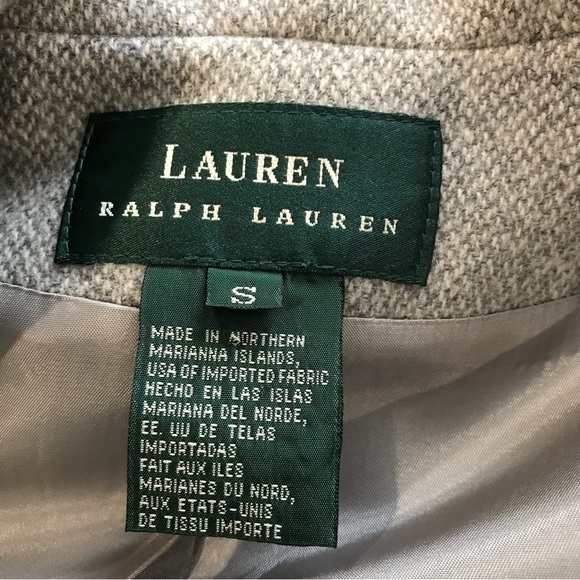 LAUREN
RALPH LAUREN
S
MADE IN NORTHERN
MARIANNA ISLANDS,
USA OF IMPORTED FABRIC
HECHO EN LAS ISLAS
MARIANA DEL NORDE,
EE. UU DE TELAS
IMPORTADAS
FAIT AUX ILES
MARIANES DU NORD,
AUX ETATS-UNIS
DE TISSU IMPORTE